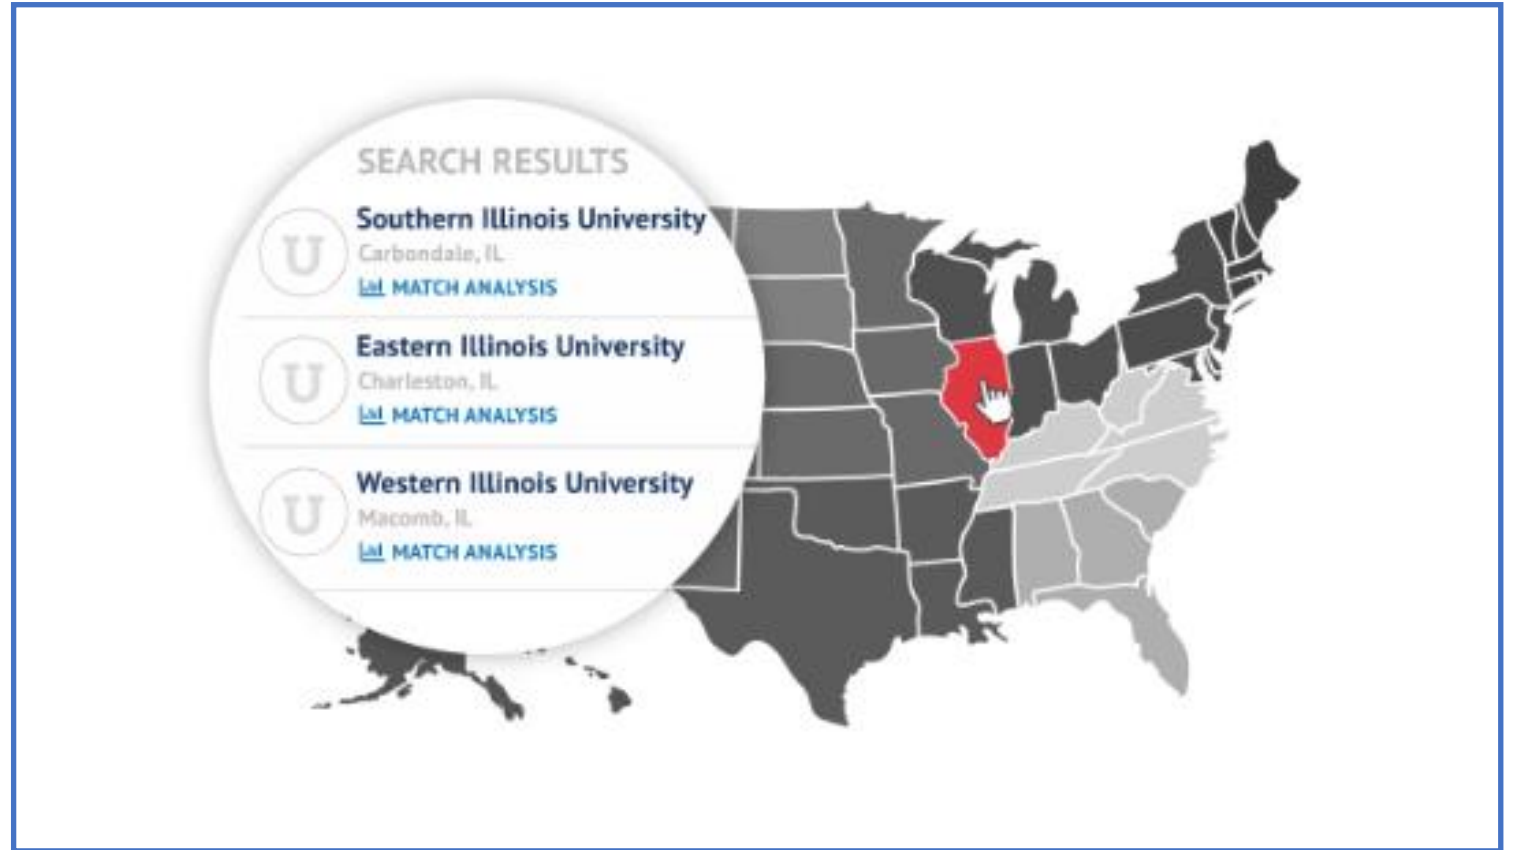 SEARCH RESULTS
Southern Illinois University
Carbondale, IL
U
MATCH ANALYSIS
Eastern Illinois University
Charleston, IL
U
MATCH ANALYSIS
Western Illinois University
Macomb, IL
U
MATCH ANALYSIS